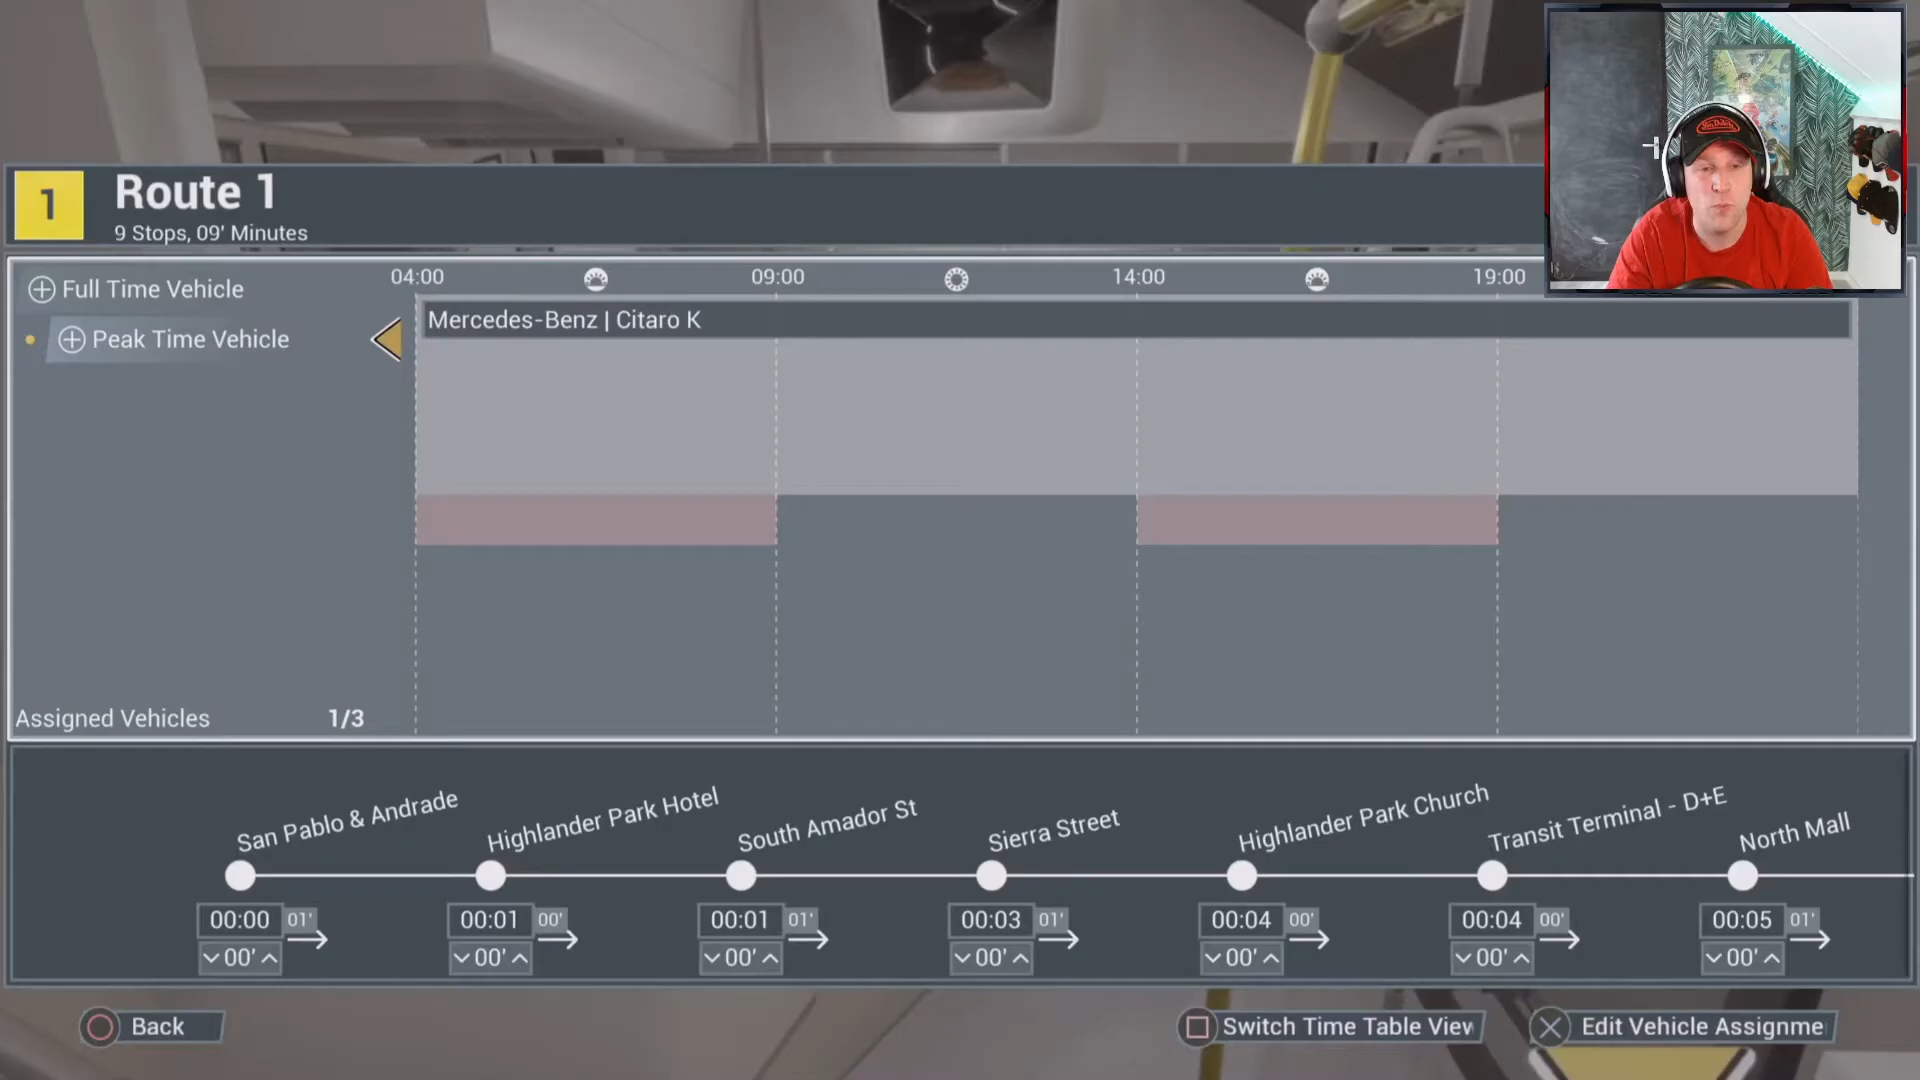 1
Route 1
9 Stops, 09' Minutes
Full Time Vehicle
04:00
09:00
14:00
19:00
Peak Time Vehicle
Mercedes-Benz | Citaro K
Assigned Vehicles 1/3
San Pablo & Andrade
Highlander Park Hotel
South Amador St
Sierra Street
Highlander Park Church
Transit Terminal - D+E
North Mall
00:00 01'
00:01 00'
00:01 01'
00:03 01'
00:04 00'
00:04 00'
00:05 01'
00'
00'
00'
00'
00'
00'
00'
Back
Switch Time Table View
Edit Vehicle Assignme